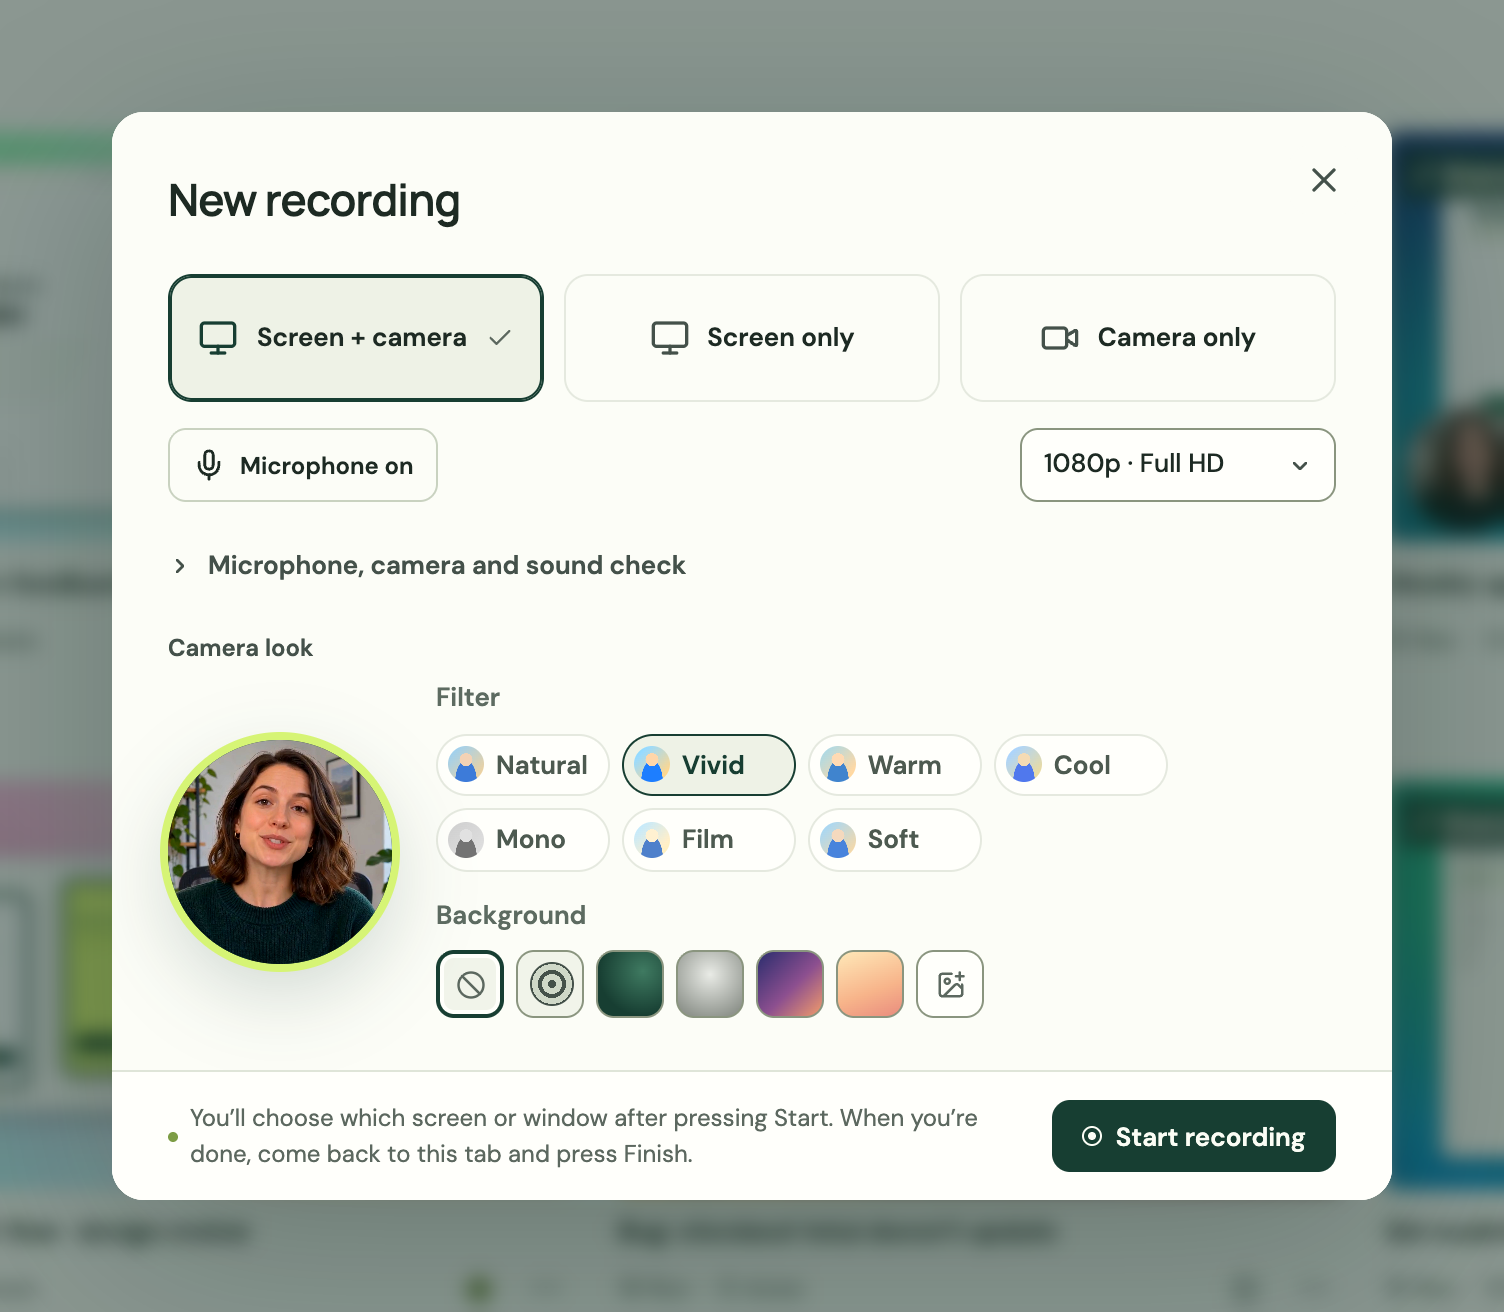 New recording
Screen + camera
Screen only
Camera only
Microphone on
1080p · Full HD
Microphone, camera and sound check
Camera look
Filter
Natural
Vivid
Warm
Cool
Mono
Film
Soft
Background
You’ll choose which screen or window after pressing Start. When you’re
done, come back to this tab and press Finish.
Start recording